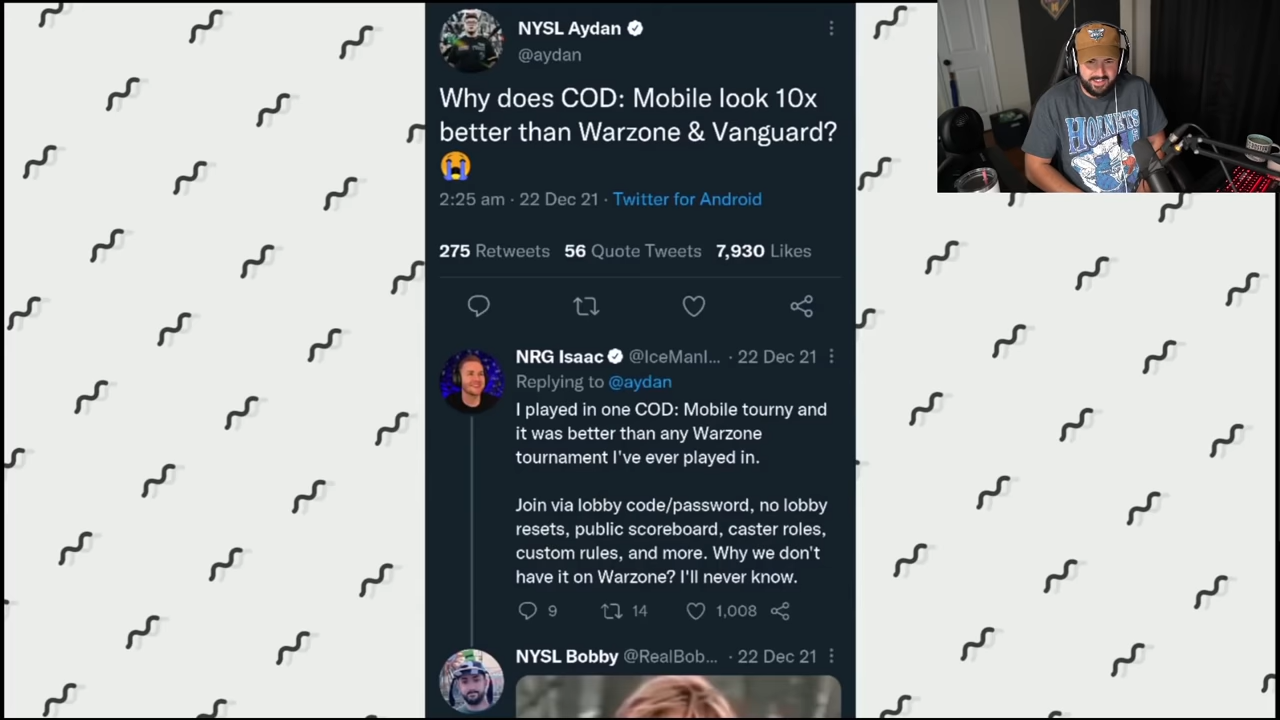 NYSL Aydan
@aydan
Why does COD: Mobile look 10x
better than Warzone & Vanguard?
😭
2:25 am · 22 Dec 21 · Twitter for Android
275 Retweets 56 Quote Tweets 7,930 Likes
NRG Isaac @IceManI... · 22 Dec 21
Replying to @aydan
I played in one COD: Mobile tourny and
it was better than any Warzone
tournament I've ever played in.
Join via lobby code/password, no lobby
resets, public scoreboard, caster roles,
custom rules, and more. Why we don't
have it on Warzone? I'll never know.
9 14 1,008
NYSL Bobby @RealBob... · 22 Dec 21
HORNETS